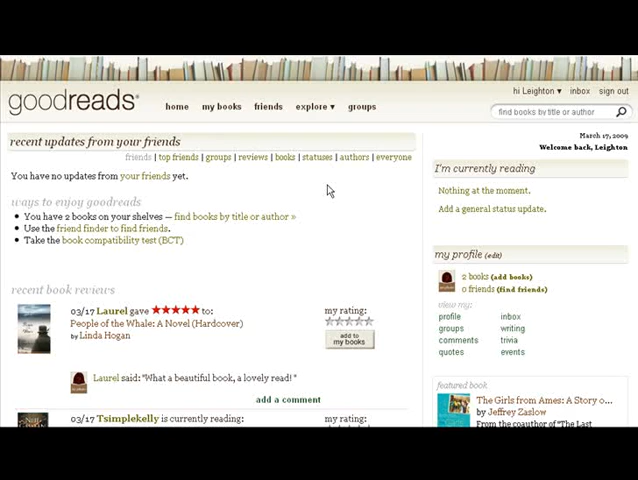 hi Leighton ▾ inbox sign out
goodreads
home my books friends explore ▾ groups
find books by title or author
March 17, 2009
Welcome back, Leighton
recent updates from your friends
friends | top friends | groups | reviews | books | statuses | authors | everyone
You have no updates from your friends yet.
ways to enjoy goodreads
• You have 2 books on your shelves — find books by title or author »
• Use the friend finder to find friends.
• Take the book compatibility test (BCT)
recent book reviews
03/17 Laurel gave ★★★★★ to:
People of the Whale: A Novel (Hardcover)
by Linda Hogan
my rating:
add to
my books
Laurel said: "What a beautiful book, a lovely read! "
add a comment
03/17 Tsimplekelly is currently reading:
my rating:
I'm currently reading
Nothing at the moment.
Add a general status update.
my profile (edit)
2 books (add books)
0 friends (find friends)
view my:
profile inbox
groups writing
comments trivia
quotes events
featured book
The Girls from Ames: A Story o...
by Jeffrey Zaslow
From the coauthor of "The Last